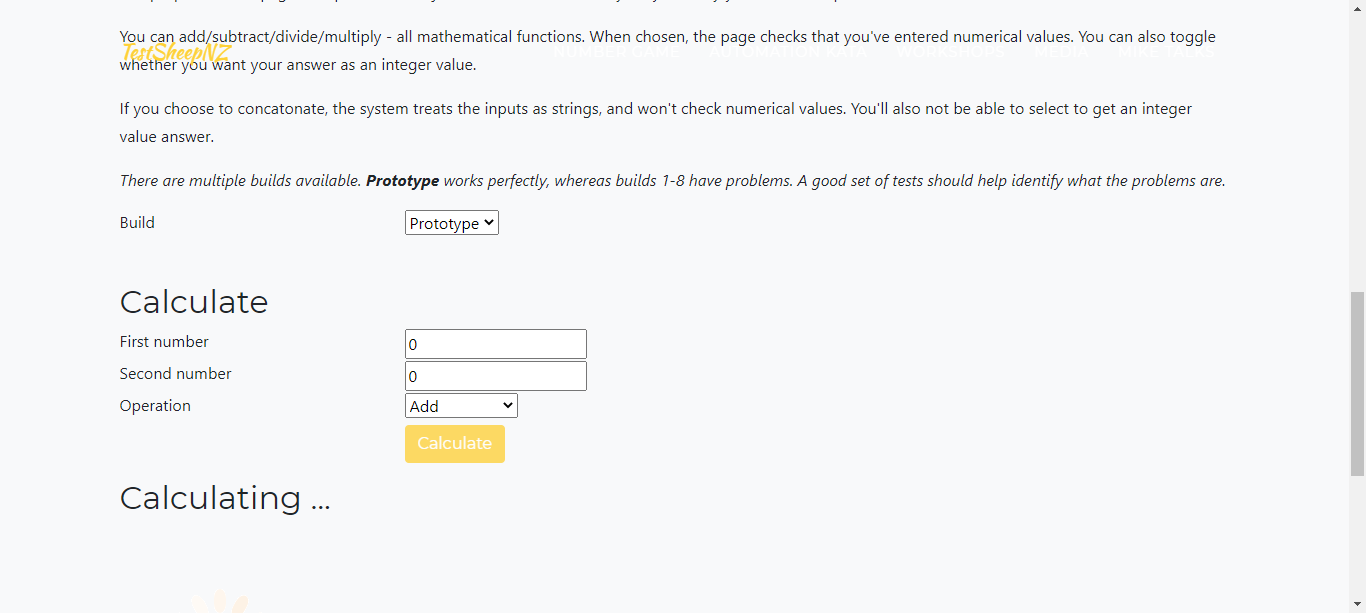 You can add/subtract/divide/multiply - all mathematical functions. When chosen, the page checks that you've entered numerical values. You can also toggle
TestSheepNZ
whether you want your answer as an integer value.
If you choose to concatonate, the system treats the inputs as strings, and won't check numerical values. You'll also not be able to select to get an integer
value answer.
There are multiple builds available. Prototype works perfectly, whereas builds 1-8 have problems. A good set of tests should help identify what the problems are.
Build Prototype
Calculate
First number 0
Second number 0
Operation Add
Calculate
Calculating ...